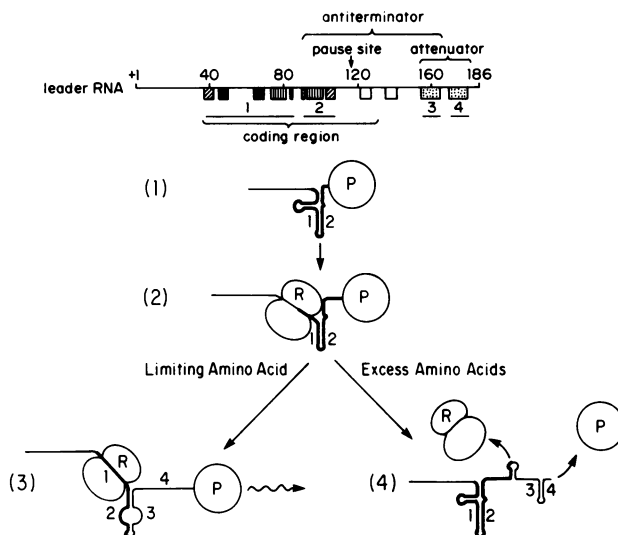 antiterminator
pause site attenuator
+1 40 80 120 160 186
leader RNA
1 2 3 4
coding region
(1) P
1 2
(2) R P
1 2
Limiting Amino Acid Excess Amino Acids
R P
(3) 1 R 4 P (4)
2 3 1 2 3 4